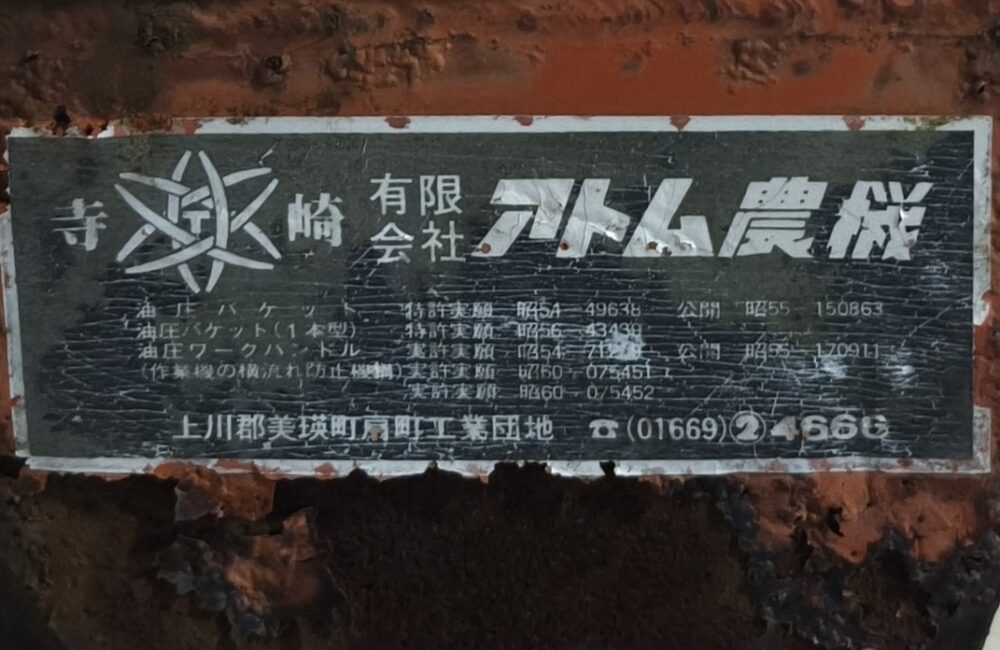 寺 崎 有限会社 アトム農機
油圧バケット 特許実願 昭54 49638 公開 昭55 150863
油圧バケット(1本型) 特許実願 昭56 43439
油圧ワークハンドル 実許実願 昭54 公開 昭55 170911
(作業機の横流れ防止機構) 実許実願 昭60 075451
実許実願 昭60 075452
上川郡美瑛町扇町工業団地 ☎(01669)②4666